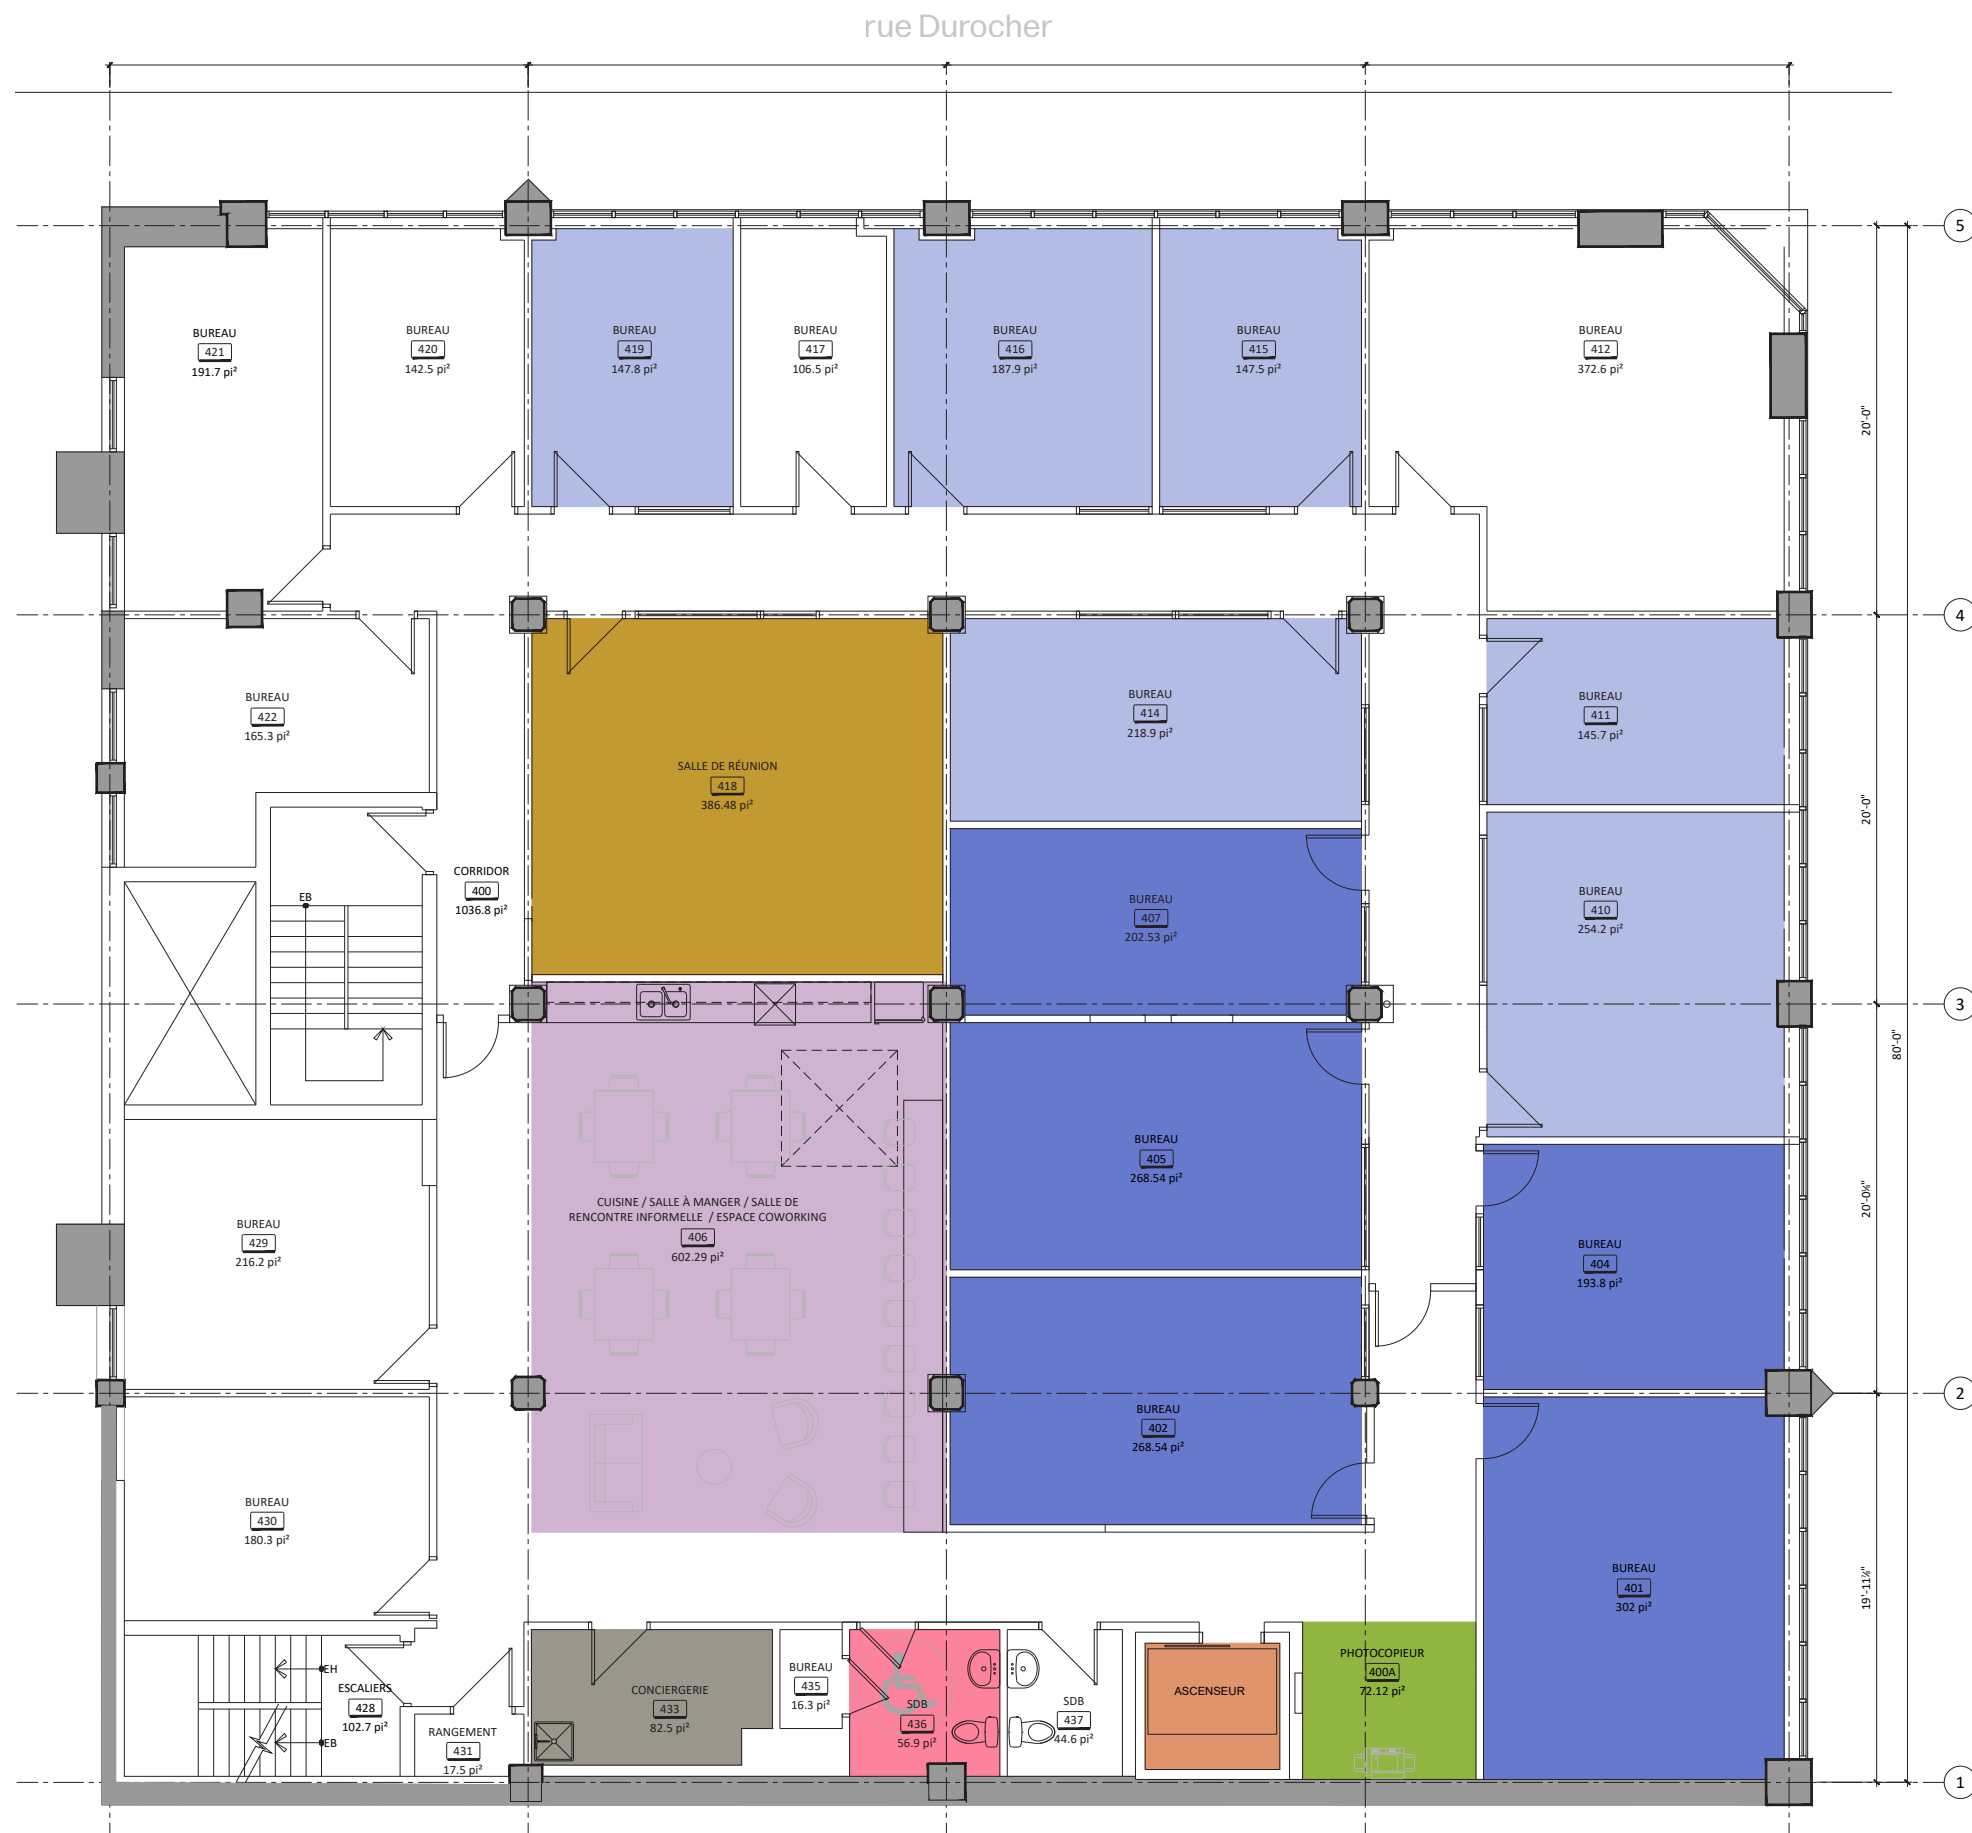 rue Durocher
5
BUREAU
421
191.7 pi²
BUREAU
420
142.5 pi²
BUREAU
419
147.8 pi²
BUREAU
417
106.5 pi²
BUREAU
416
187.9 pi²
BUREAU
415
147.5 pi²
BUREAU
412
372.6 pi²
20'-0"
4
BUREAU
422
165.3 pi²
SALLE DE RÉUNION
418
386.48 pi²
BUREAU
414
218.9 pi²
BUREAU
411
145.7 pi²
20'-0"
CORRIDOR
400
1036.8 pi²
EB
BUREAU
407
202.53 pi²
BUREAU
410
254.2 pi²
3
80'-0"
BUREAU
429
216.2 pi²
CUISINE / SALLE À MANGER / SALLE DE
RENCONTRE INFORMELLE / ESPACE COWORKING
406
602.29 pi²
BUREAU
405
268.54 pi²
BUREAU
404
193.8 pi²
20'-0⅛"
2
BUREAU
402
268.54 pi²
BUREAU
430
180.3 pi²
BUREAU
401
302 pi²
19'-11⅞"
EH
ESCALIERS
428
102.7 pi²
EB
RANGEMENT
431
17.5 pi²
CONCIERGERIE
433
82.5 pi²
BUREAU
435
16.3 pi²
SDB
436
56.9 pi²
SDB
437
44.6 pi²
ASCENSEUR
PHOTOCOPIEUR
400A
72.12 pi²
1